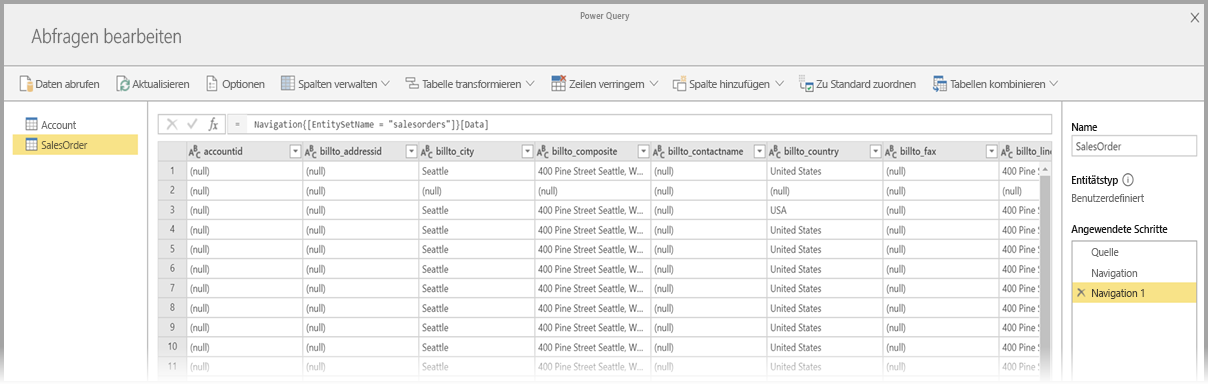 Power Query
Abfragen bearbeiten
Daten abrufen Aktualisieren Optionen Spalten verwalten Tabelle transformieren Zeilen verringern Spalte hinzufügen Zu Standard zuordnen Tabellen kombinieren
Account
SalesOrder
fx = Navigation{[EntitySetName = "salesorders"]}[Data]
ABC accountid ABC billto_addressid ABC billto_city ABC billto_composite ABC billto_contactname ABC billto_country ABC billto_fax ABC billto_line
1 (null) (null) Seattle 400 Pine Street Seattle, W... (null) United States (null) 400 Pine S
2 (null) (null) (null) (null) (null) (null) (null) (null)
3 (null) (null) Seattle 400 Pine Street Seattle, W... (null) USA (null) 400 Pine S
4 (null) (null) Seattle 400 Pine Street Seattle, W... (null) United States (null) 400 Pine S
5 (null) (null) Seattle 400 Pine Street Seattle, W... (null) United States (null) 400 Pine S
6 (null) (null) Seattle 400 Pine Street Seattle, W... (null) United States (null) 400 Pine S
7 (null) (null) Seattle 400 Pine Street Seattle, W... (null) United States (null) 400 Pine S
8 (null) (null) Seattle 400 Pine Street Seattle, W... (null) United States (null) 400 Pine S
9 (null) (null) Seattle 400 Pine Street Seattle, W... (null) United States (null) 400 Pine S
10 (null) (null) Seattle 400 Pine Street Seattle, W... (null) United States (null) 400 Pine S
11 (null) (null) Seattle 400 Pine Street Seattle, W... (null) United States (null) 400 Pine S
Name
SalesOrder
Entitätstyp
Benutzerdefiniert
Angewendete Schritte
Quelle
Navigation
Navigation 1